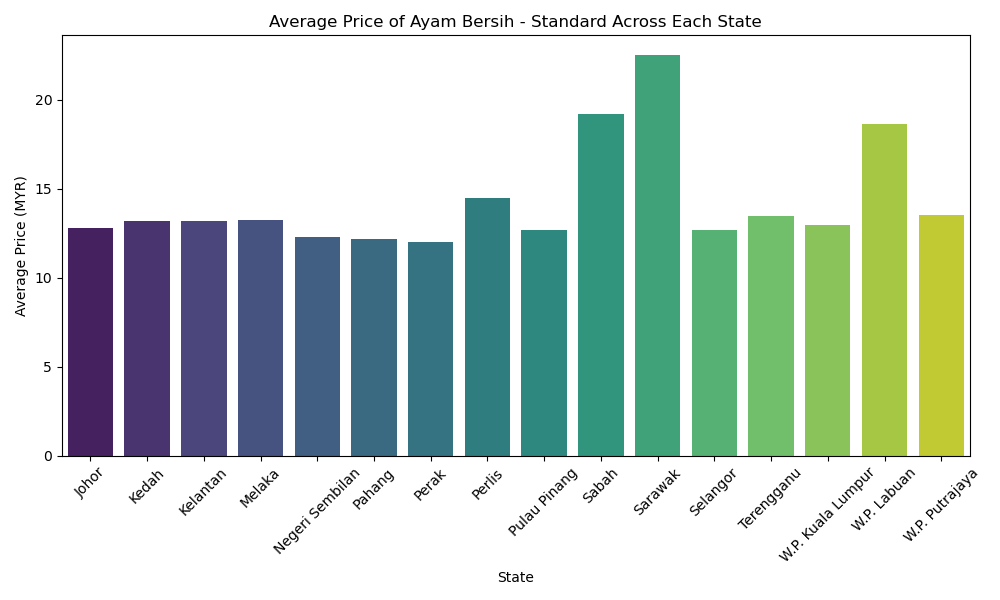 Average Price of Ayam Bersih - Standard Across Each State
Average Price (MYR)
20
15
10
5
0
Johor
Kedah
Kelantan
Melaka
Negeri Sembilan
Pahang
Perak
Perlis
Pulau Pinang
Sabah
Sarawak
Selangor
Terengganu
W.P. Kuala Lumpur
W.P. Labuan
W.P. Putrajaya
State